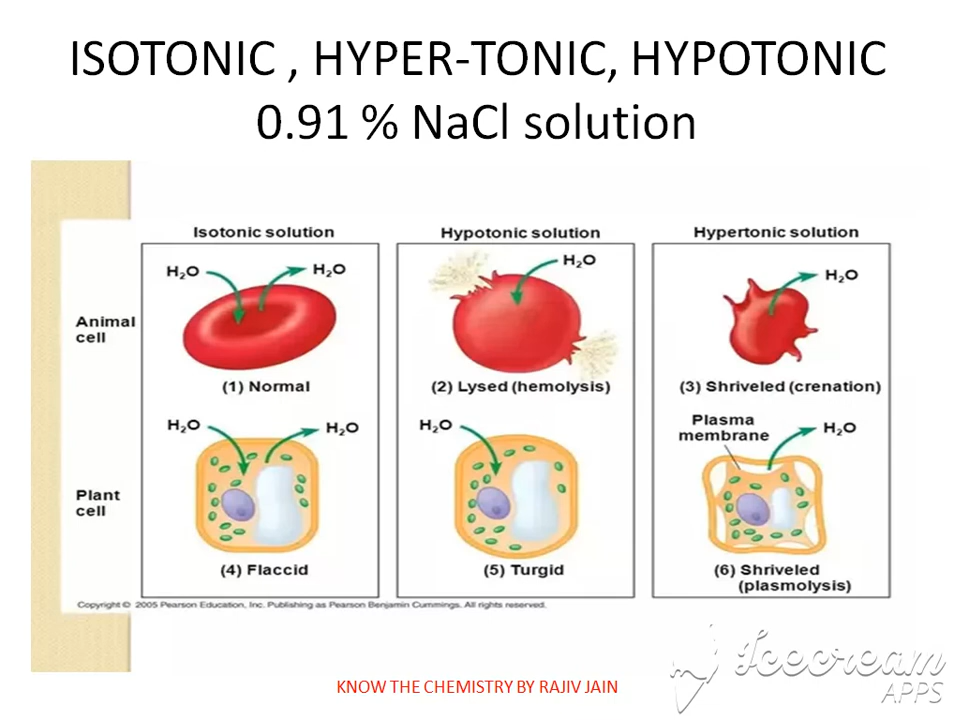 ISOTONIC , HYPER-TONIC, HYPOTONIC
0.91 % NaCl solution
Isotonic solution
Hypotonic solution
Hypertonic solution
Animal
cell
H₂O
H₂O
H₂O
H₂O
(1) Normal
(2) Lysed (hemolysis)
(3) Shriveled (crenation)
Plant
cell
H₂O
H₂O
H₂O
Plasma
membrane
H₂O
(4) Flaccid
(5) Turgid
(6) Shriveled
(plasmolysis)
Copyright © 2005 Pearson Education, Inc. Publishing as Pearson Benjamin Cummings. All rights reserved.
KNOW THE CHEMISTRY BY RAJIV JAIN
Icecream
APPS